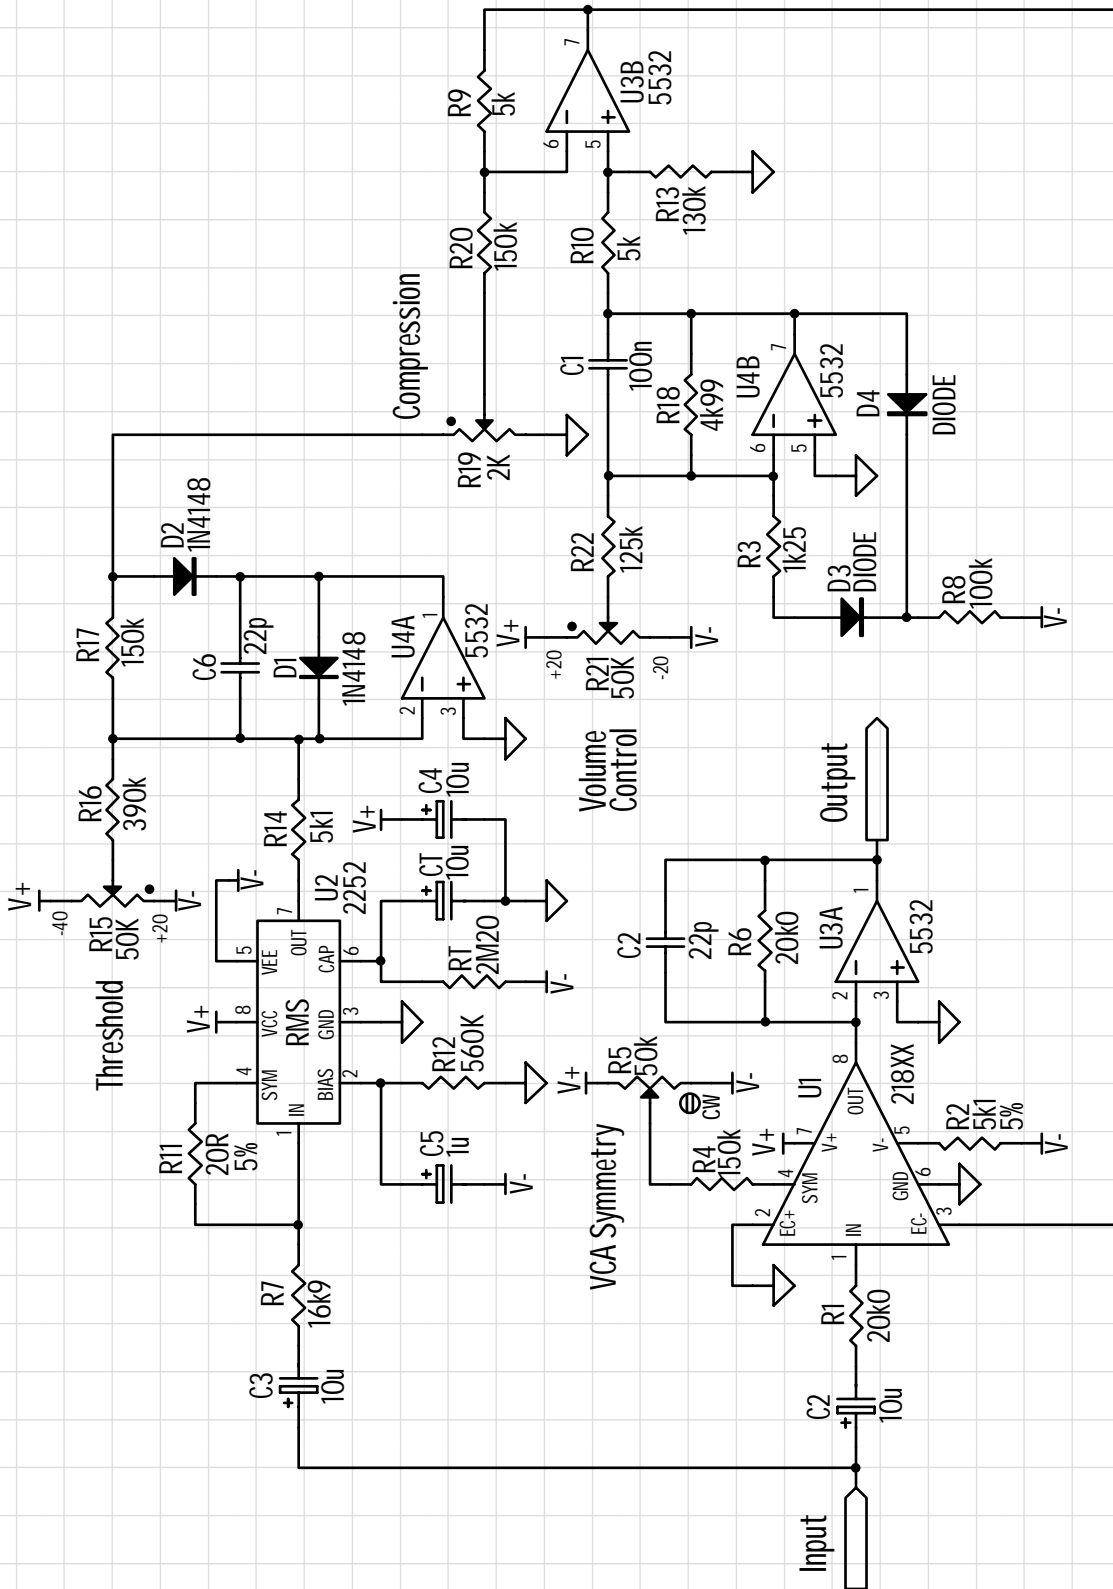 Input
C2
10u
R1
20k0
C3
10u
R7
16k9
R11
20R
5%
Threshold
V+
-40
R15
50K
+20
V-
R16
390k
R17
150k
D2
1N4148
C6
22p
D1
1N4148
U4A
5532
2
3
1
R14
5k1
U2
2252
RMS
IN
SYM
VCC
VEE
OUT
BIAS
GND
CAP
1
4
8
5
7
2
3
6
V+
V-
C5
1u
V-
R12
560K
RT
2M20
V-
CT
10u
V+
C4
10u
Compression
R19
2K
R20
150k
R9
5k
U3B
5532
6
5
7
R10
5k
R13
130k
C1
100n
R18
4k99
U4B
5532
6
5
7
D4
DIODE
R3
1k25
D3
DIODE
R8
100k
V-
R22
125k
V+
+20
R21
50K
-20
V-
Volume
Control
VCA Symmetry
V+
R5
50k
CW
V-
R4
150k
V+
U1
218XX
EC+
SYM
V+
OUT
IN
EC-
GND
V-
1
2
4
7
8
3
6
5
R2
5k1
5%
V-
C2
22p
R6
20k0
U3A
5532
2
3
1
Output